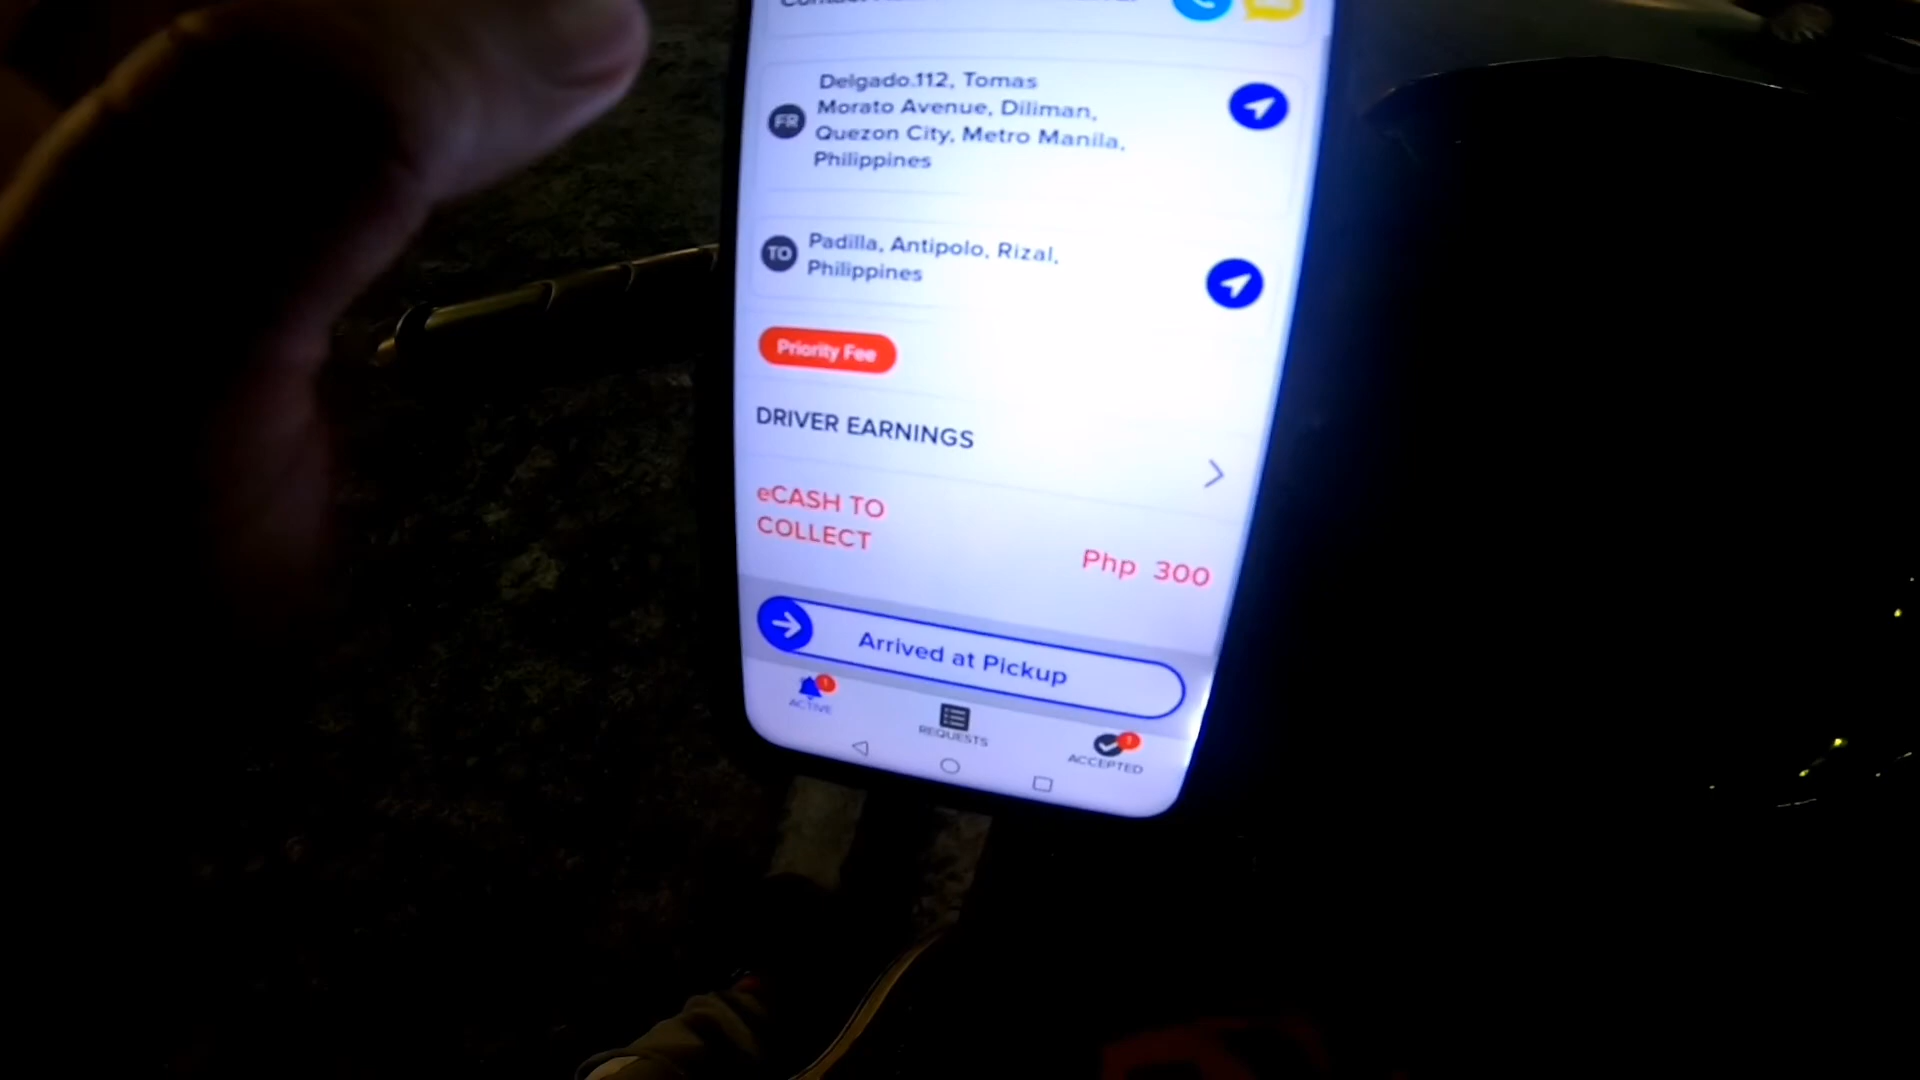 Delgado.112, Tomas
Morato Avenue, Diliman,
Quezon City, Metro Manila,
Philippines
FR
TO
Padilla, Antipolo, Rizal,
Philippines
Priority Fee
DRIVER EARNINGS
eCASH TO
COLLECT
Php 300
Arrived at Pickup
ACTIVE
REQUESTS
ACCEPTED